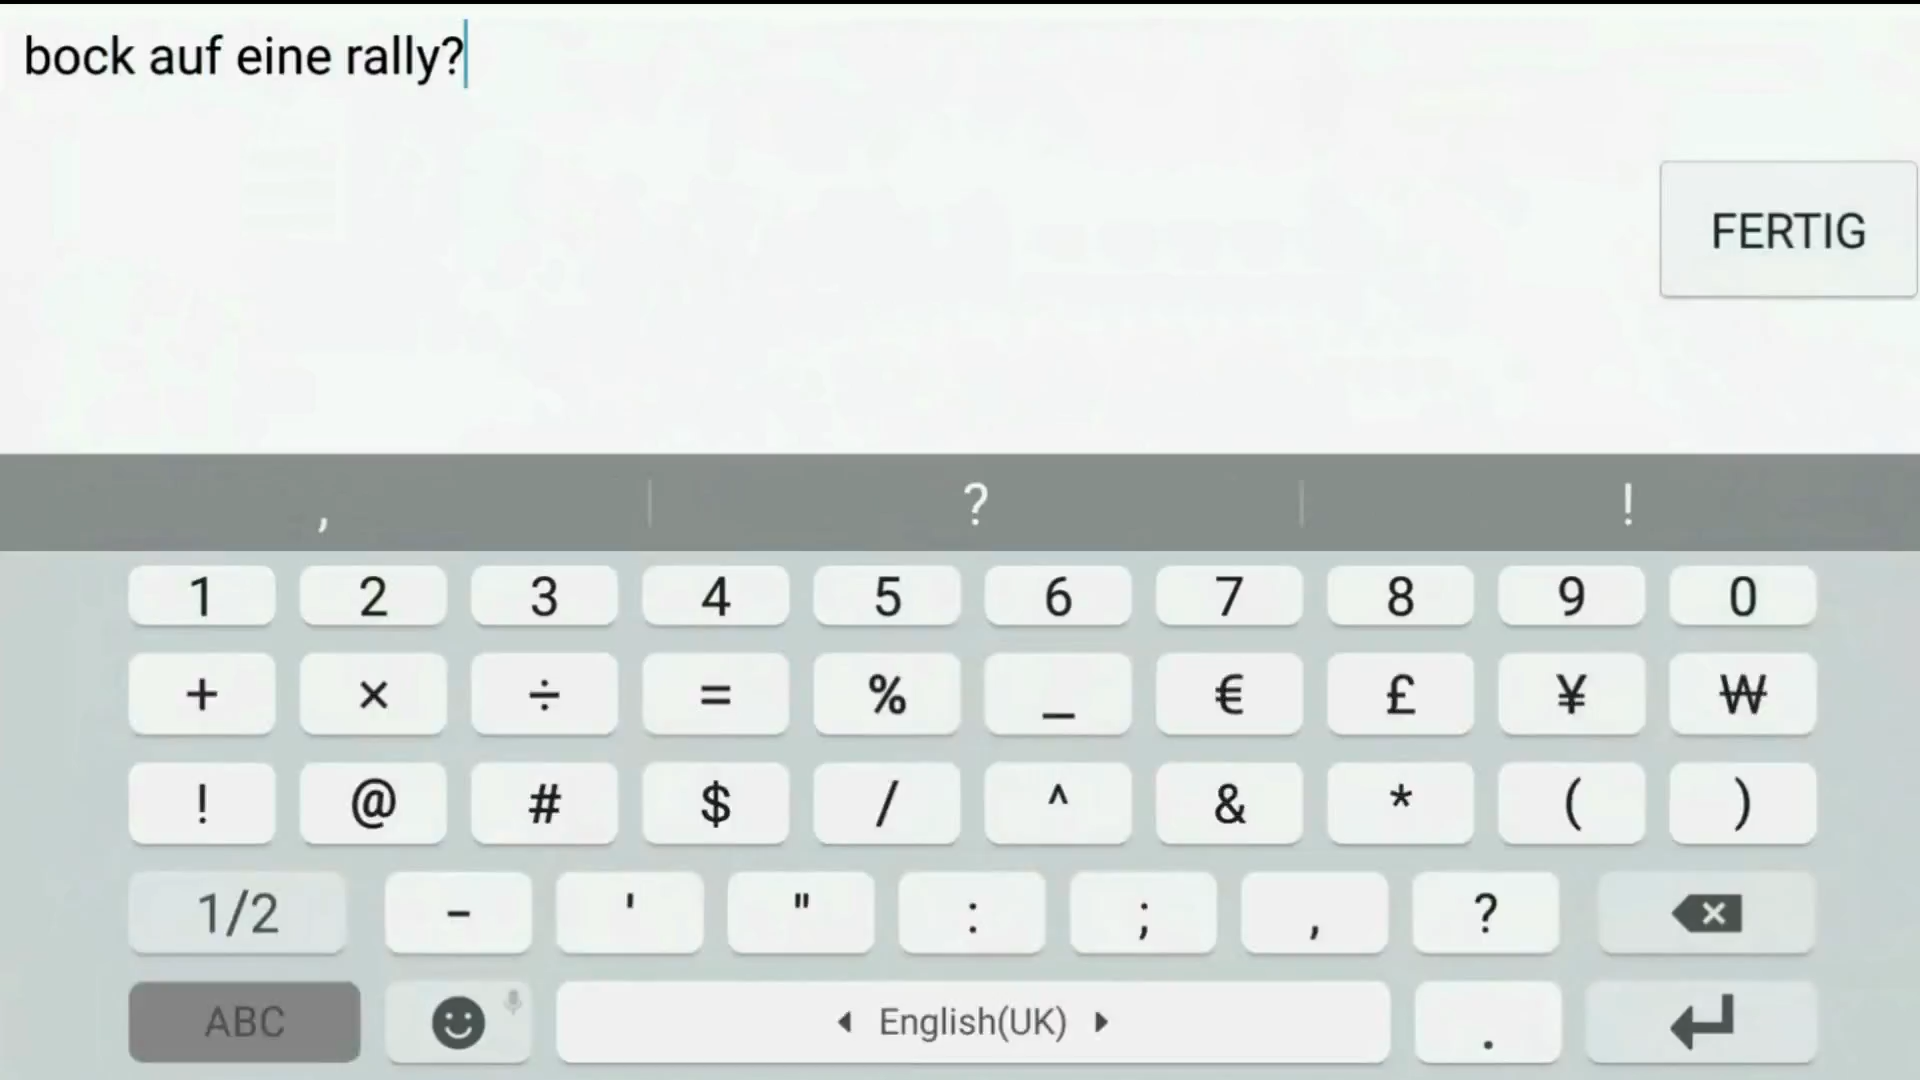 bock auf eine rally?
FERTIG
, ? !
1 2 3 4 5 6 7 8 9 0
+ × ÷ = % _ € £ ¥ ₩
! @ # $ / ^ & * ( )
1/2 - ' " : ; , ?
ABC English(UK) .